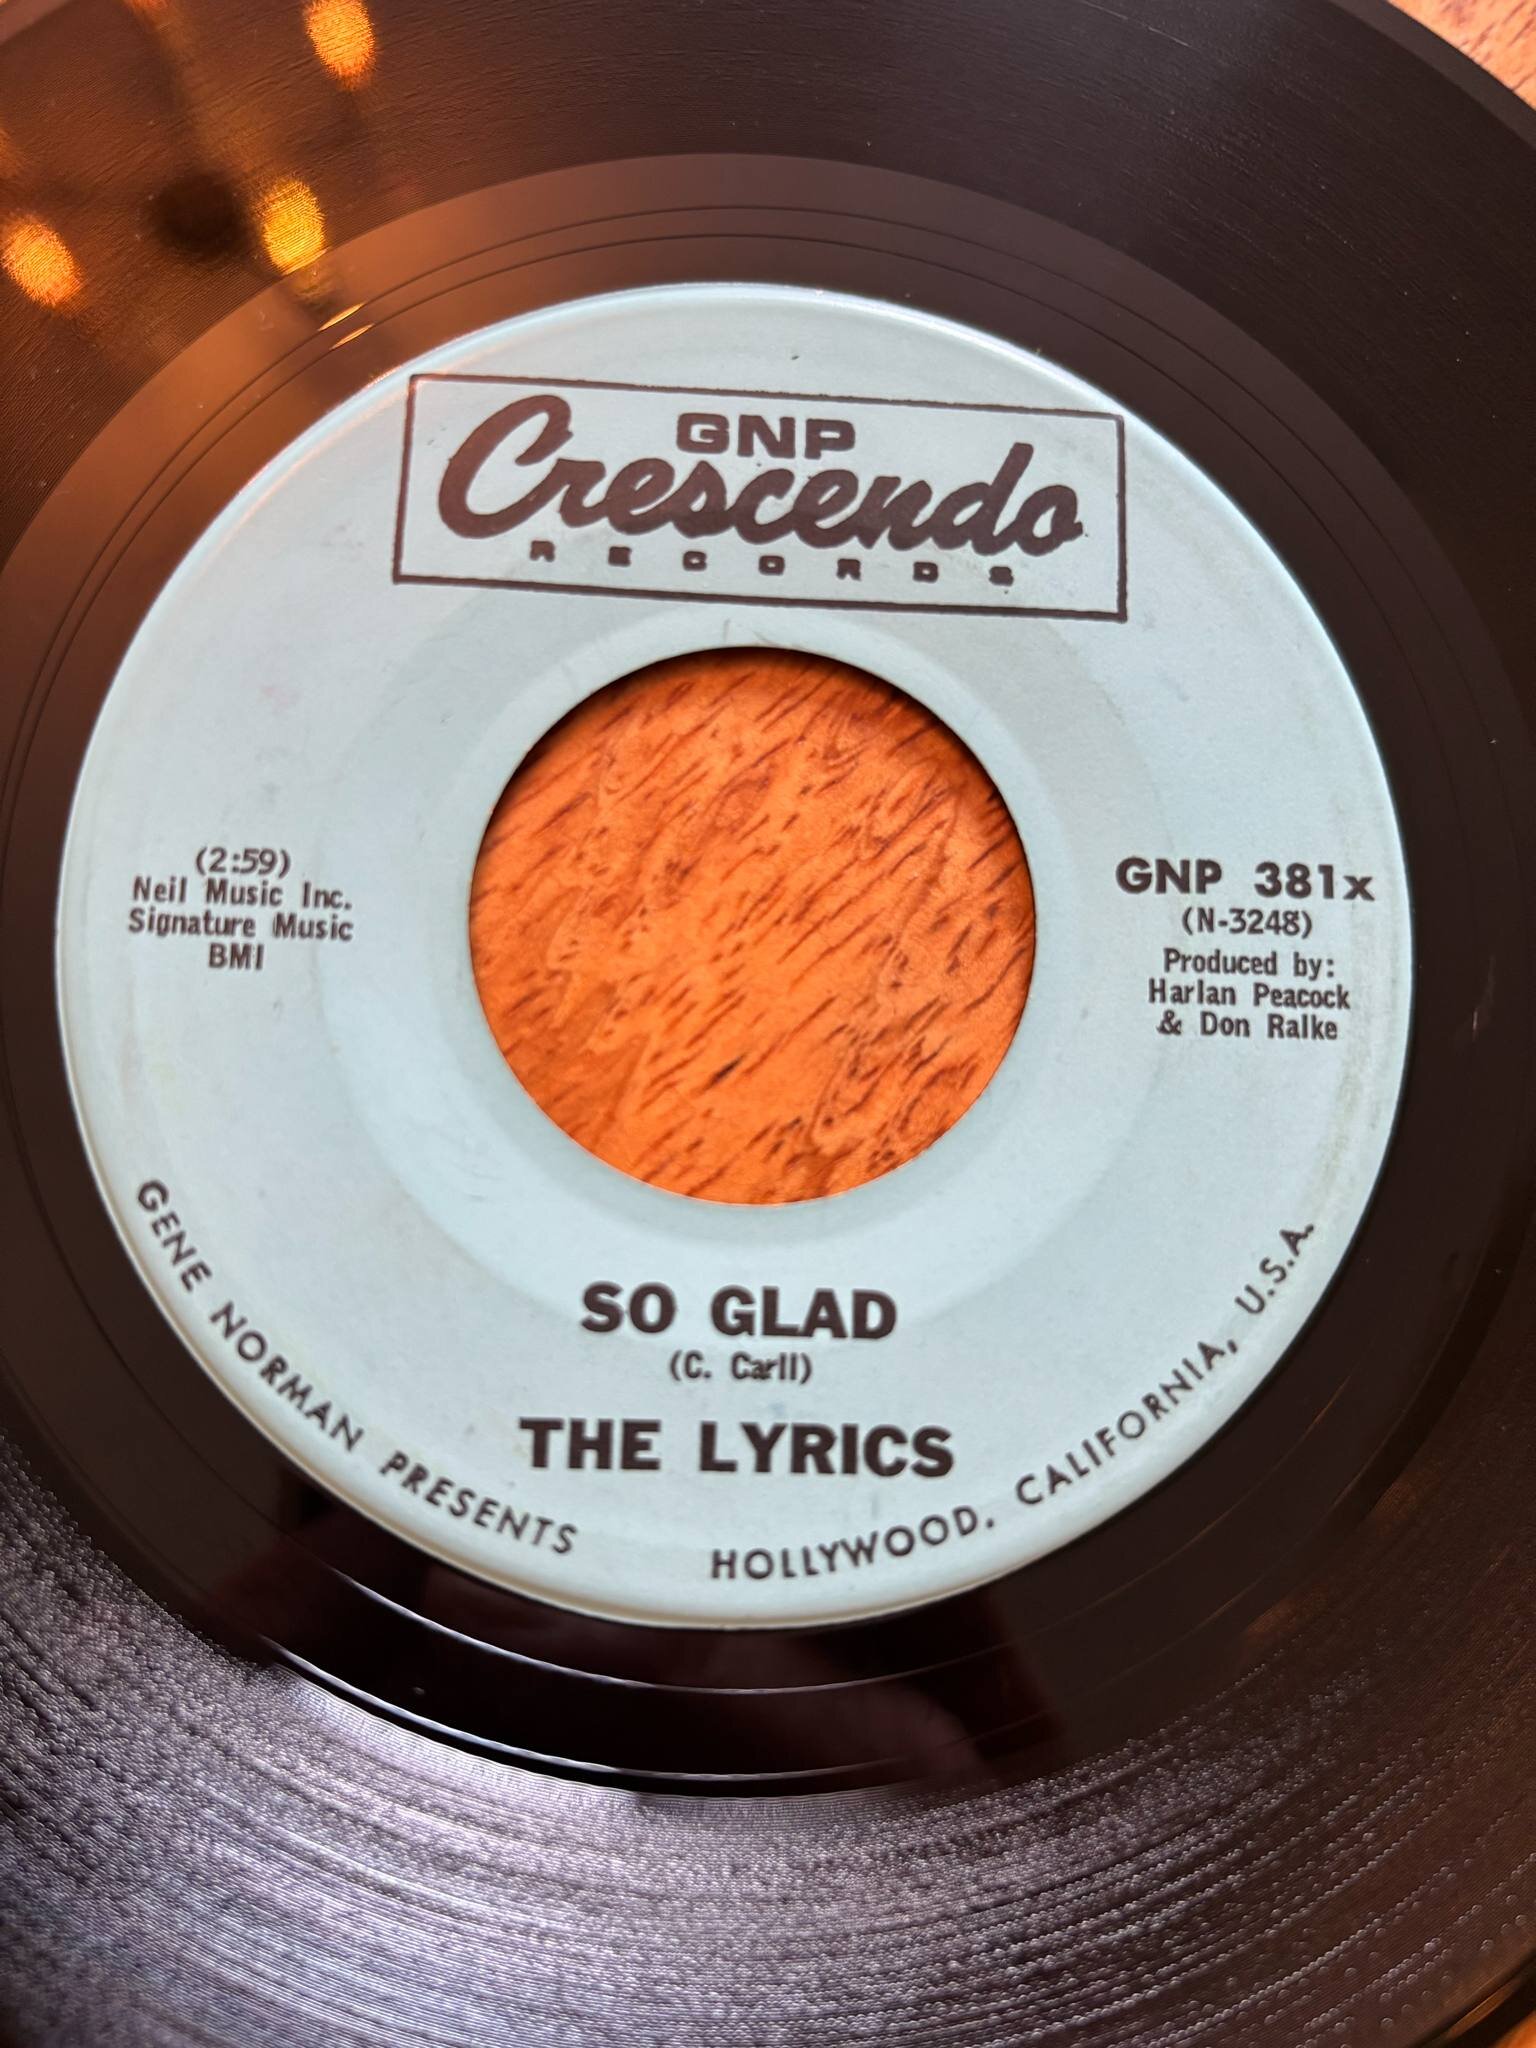 GNP
Crescendo
RECORDS
(2:59)
Neil Music Inc.
Signature Music
BMI
GNP 381x
(N-3248)
Produced by:
Harlan Peacock
& Don Ralke
SO GLAD
(C. Carll)
THE LYRICS
GENE NORMAN PRESENTS HOLLYWOOD, CALIFORNIA, U.S.A.